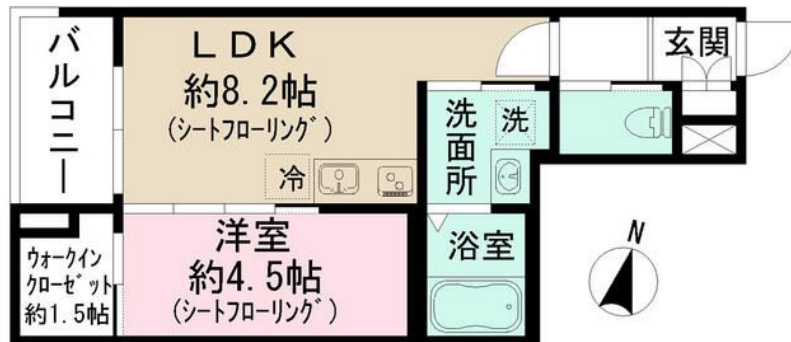 バルコニー
LDK
約8.2帖
(シートフローリング)
冷
洗面所
洗
玄関
洋室
約4.5帖
(シートフローリング)
ウォークイン
クローゼット
約1.5帖
浴室
N